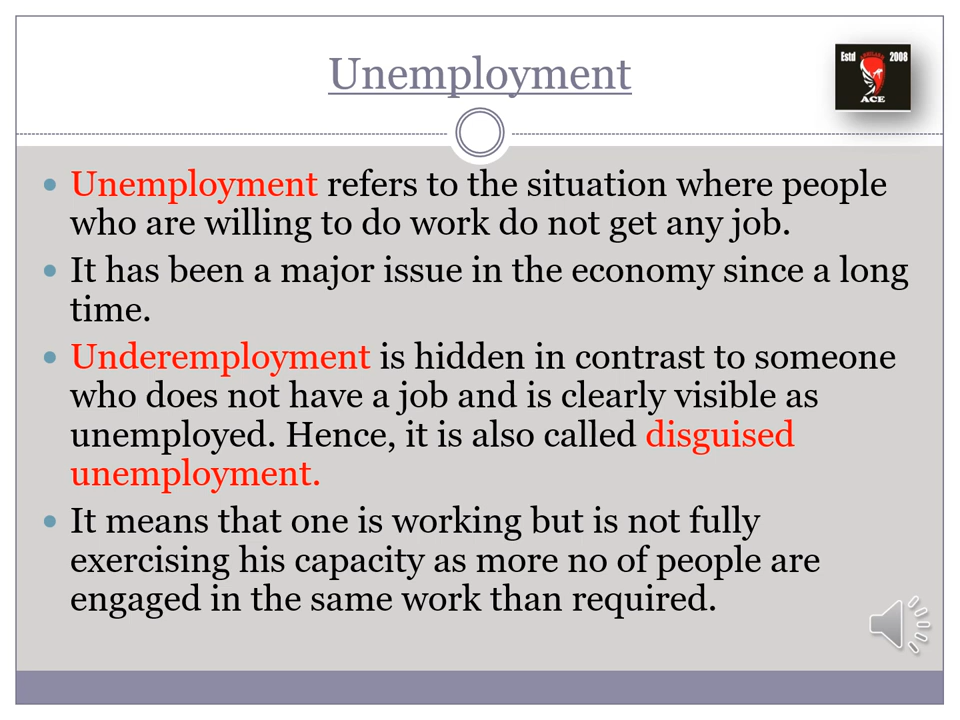 Unemployment
Estd 2008
ACE
Unemployment refers to the situation where people
who are willing to do work do not get any job.
It has been a major issue in the economy since a long
time.
Underemployment is hidden in contrast to someone
who does not have a job and is clearly visible as
unemployed. Hence, it is also called disguised
unemployment.
It means that one is working but is not fully
exercising his capacity as more no of people are
engaged in the same work than required.